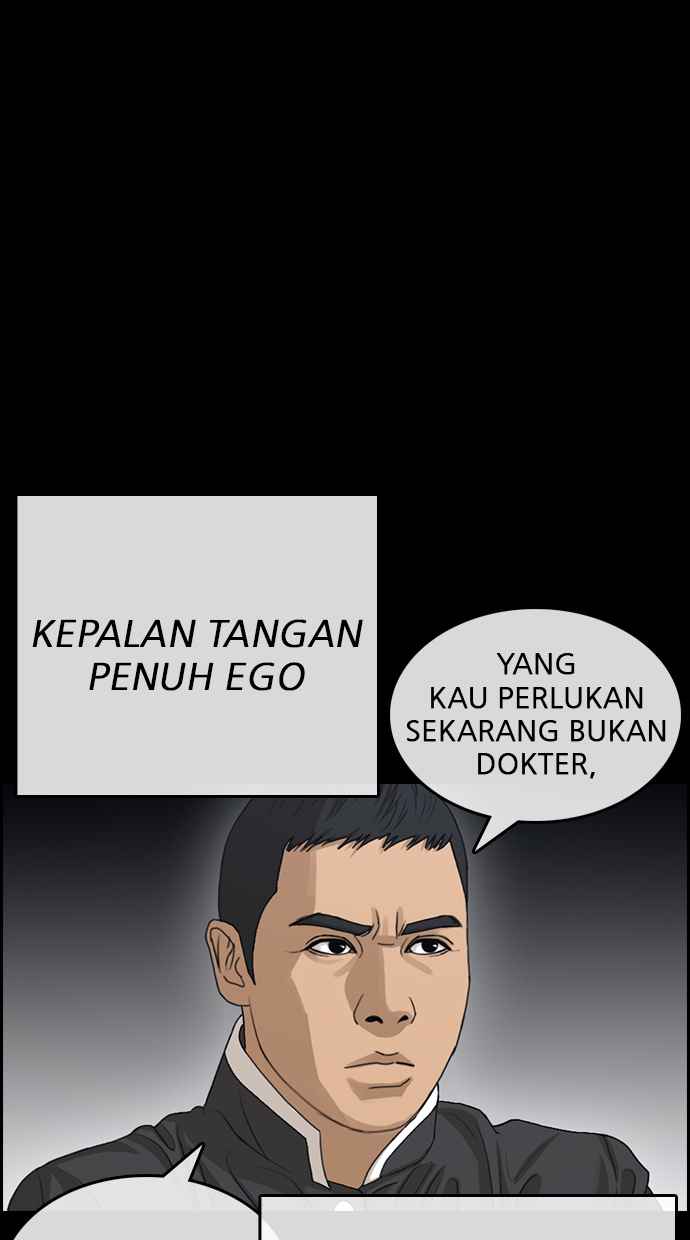 KEPALAN TANGAN
PENUH EGO
YANG
KAU PERLUKAN
SEKARANG BUKAN
DOKTER,